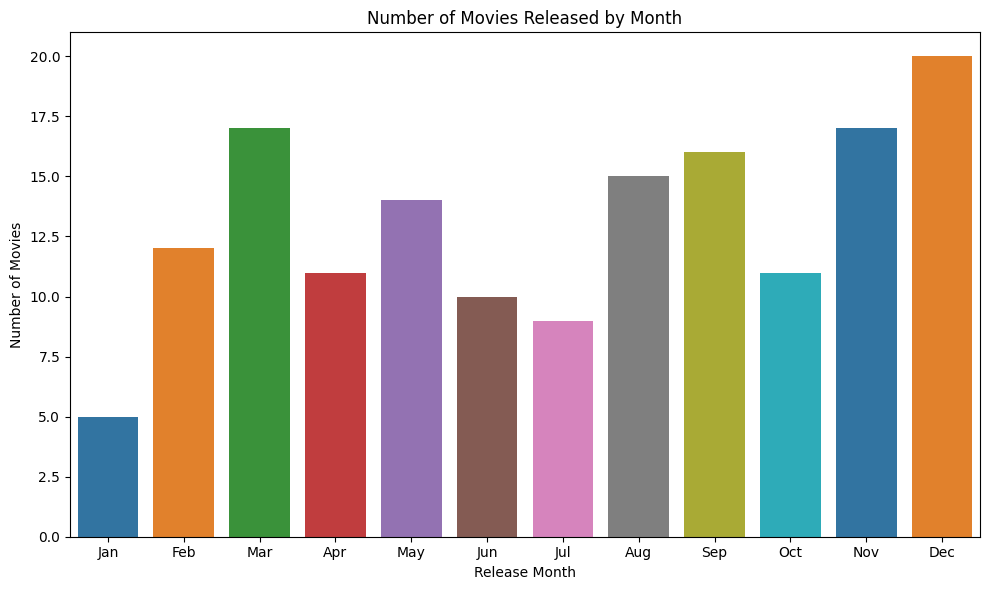 Number of Movies Released by Month
Number of Movies
20.0
17.5
15.0
12.5
10.0
7.5
5.0
2.5
0.0
Jan Feb Mar Apr May Jun Jul Aug Sep Oct Nov Dec
Release Month